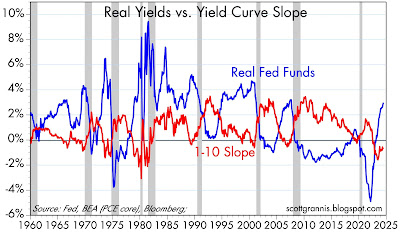 Real Yields vs. Yield Curve Slope
10%
8%
6%
4%
2%
0%
-2%
-4%
-6%
Real Fed Funds
1-10 Slope
Source: Fed, BEA (PCE core), Bloomberg;
scottgrannis.blogspot.com
1960 1965 1970 1975 1980 1985 1990 1995 2000 2005 2010 2015 2020 2025